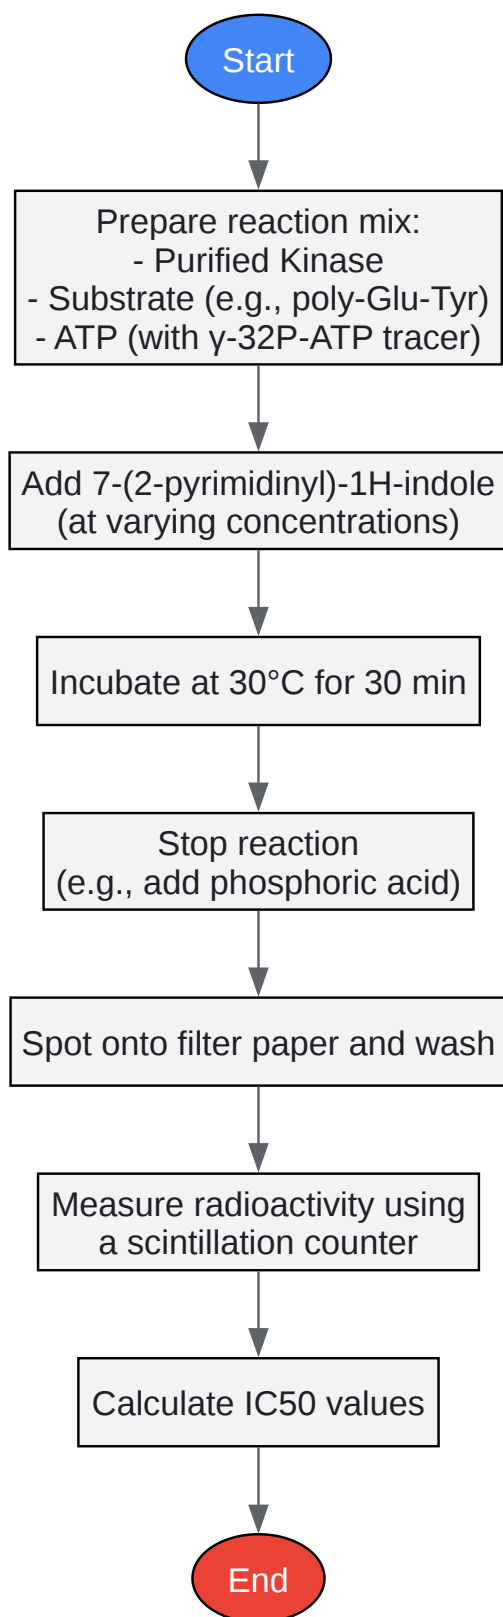 Start
Prepare reaction mix:
- Purified Kinase
- Substrate (e.g., poly-Glu-Tyr)
- ATP (with γ-32P-ATP tracer)
Add 7-(2-pyrimidinyl)-1H-indole
(at varying concentrations)
Incubate at 30°C for 30 min
Stop reaction
(e.g., add phosphoric acid)
Spot onto filter paper and wash
Measure radioactivity using
a scintillation counter
Calculate IC50 values
End